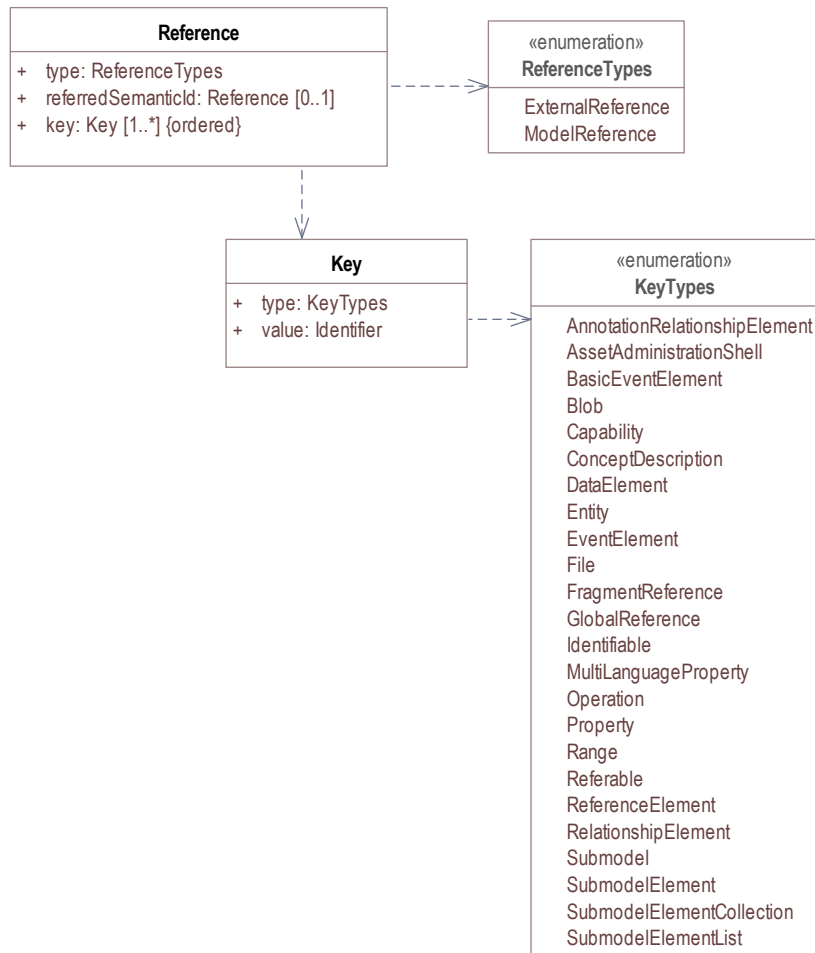 Reference
+ type: ReferenceTypes
+ referredSemanticId: Reference [0..1]
+ key: Key [1..*] {ordered}
«enumeration»
ReferenceTypes
ExternalReference
ModelReference
Key
+ type: KeyTypes
+ value: Identifier
«enumeration»
KeyTypes
AnnotationRelationshipElement
AssetAdministrationShell
BasicEventElement
Blob
Capability
ConceptDescription
DataElement
Entity
EventElement
File
FragmentReference
GlobalReference
Identifiable
MultiLanguageProperty
Operation
Property
Range
Referable
ReferenceElement
RelationshipElement
Submodel
SubmodelElement
SubmodelElementCollection
SubmodelElementList